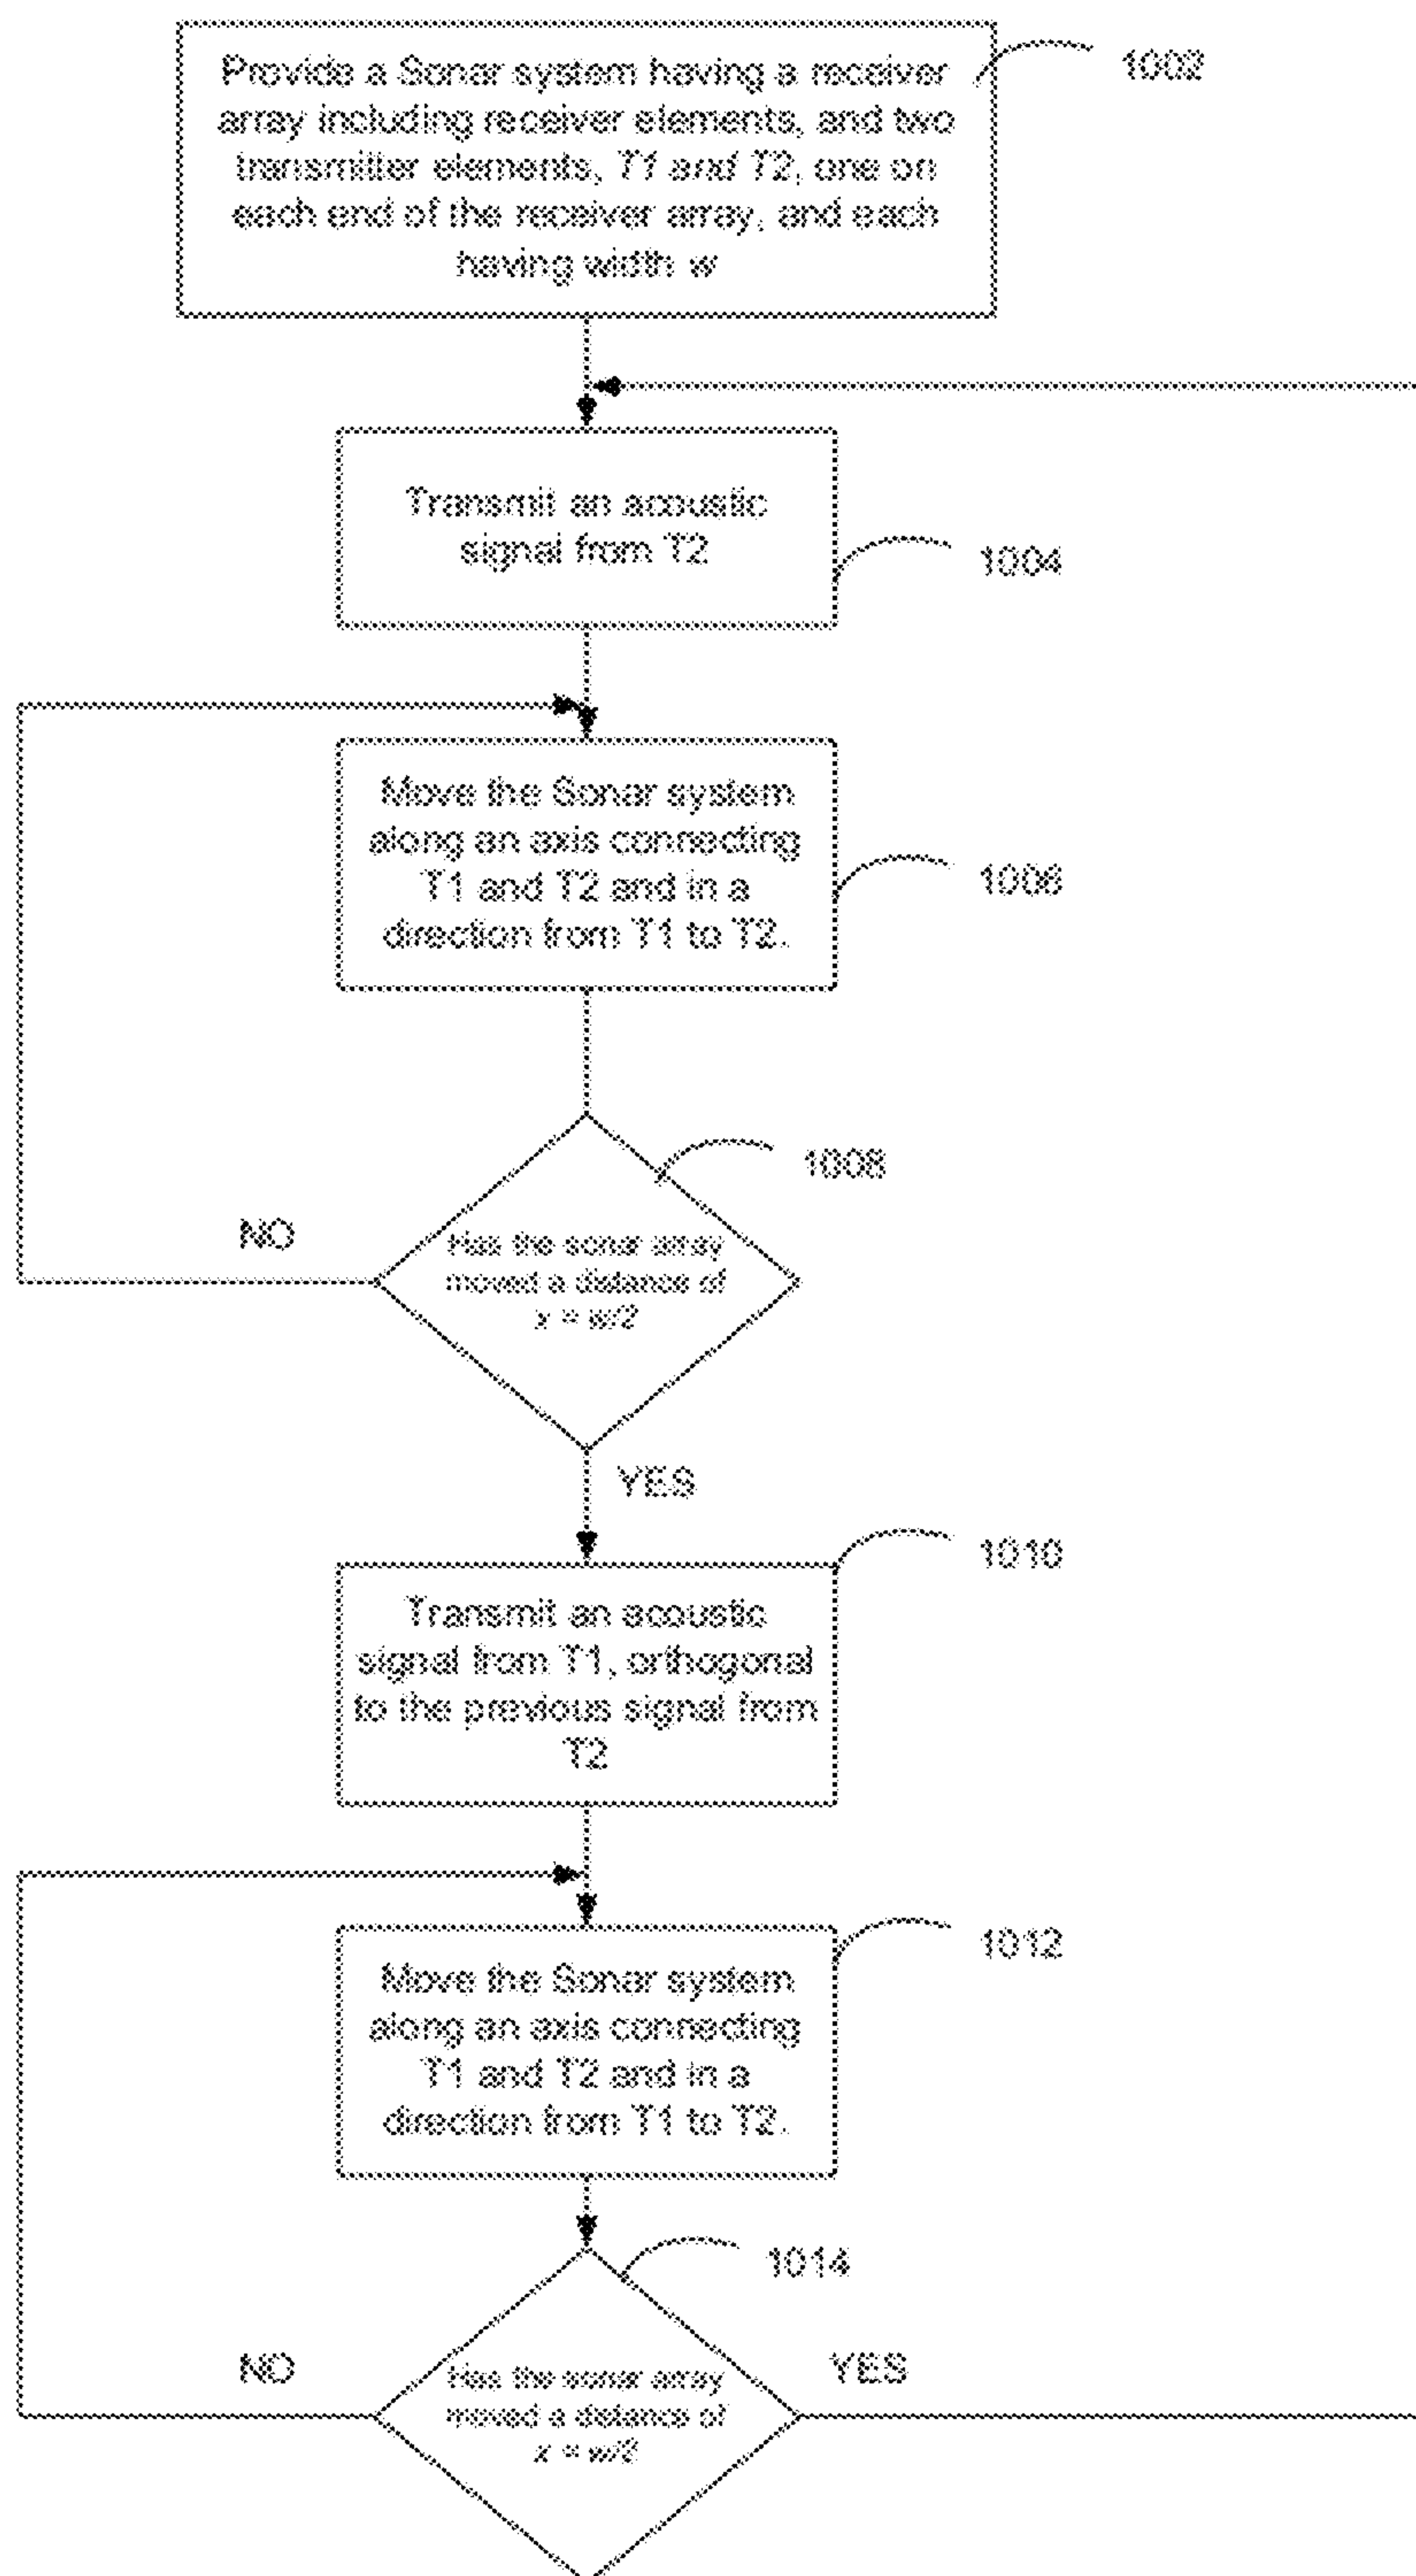 Provide a Sonar system having a receiver
array including receiver elements, and two
transmitter elements, T1 and T2, one on
each end of the receiver array, and each
having width w
1002
Transmit an acoustic
signal from T2
1004
Move the Sonar system
along an axis connecting
T1 and T2 and in a
direction from T1 to T2.
1006
1008
Has the sonar array
moved a distance of
x = w/2
NO
YES
1010
Transmit an acoustic
signal from T1, orthogonal
to the previous signal from
T2
1012
Move the Sonar system
along an axis connecting
T1 and T2 and in a
direction from T1 to T2.
1014
NO
Has the sonar array
moved a distance of
x = w/2
YES